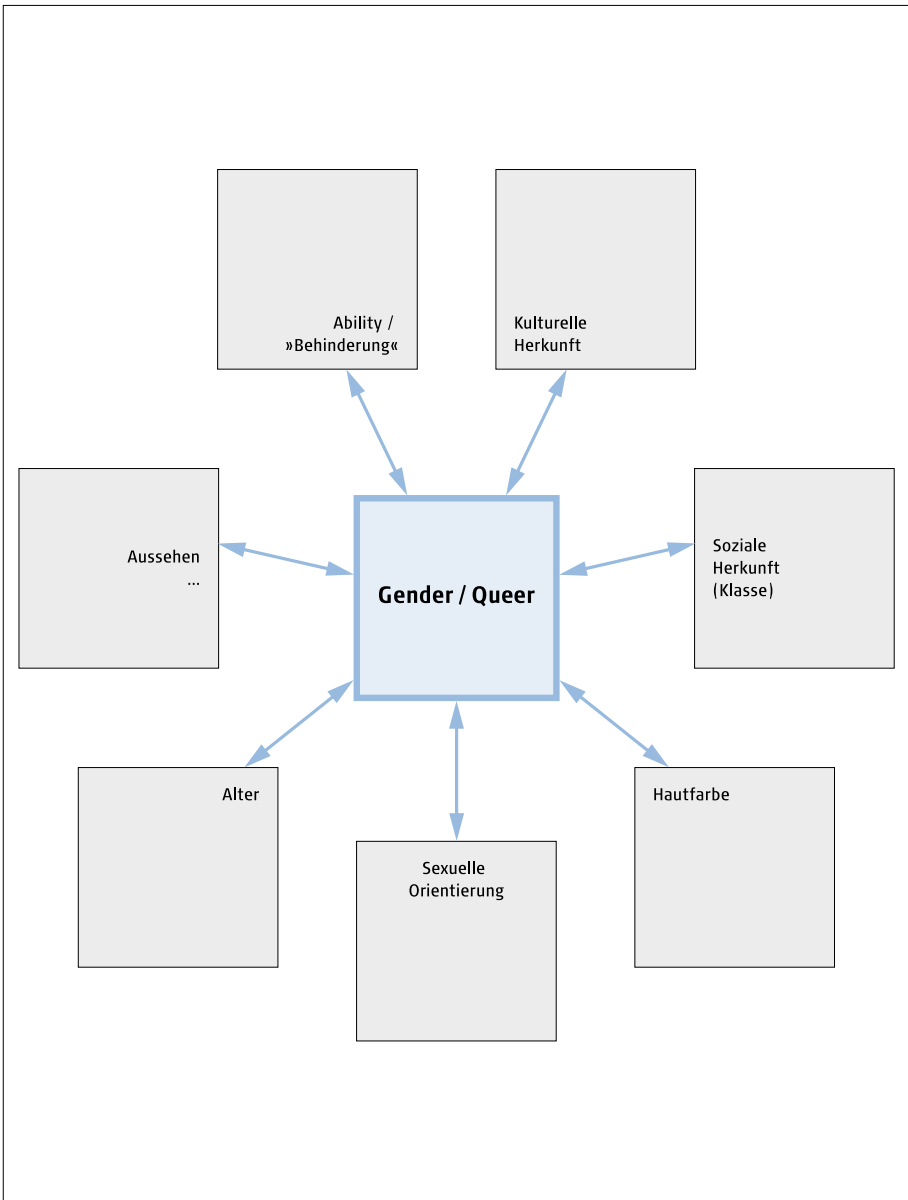 Ability /
»Behinderung«
Kulturelle
Herkunft
Aussehen
...
Gender / Queer
Soziale
Herkunft
(Klasse)
Alter
Hautfarbe
Sexuelle
Orientierung